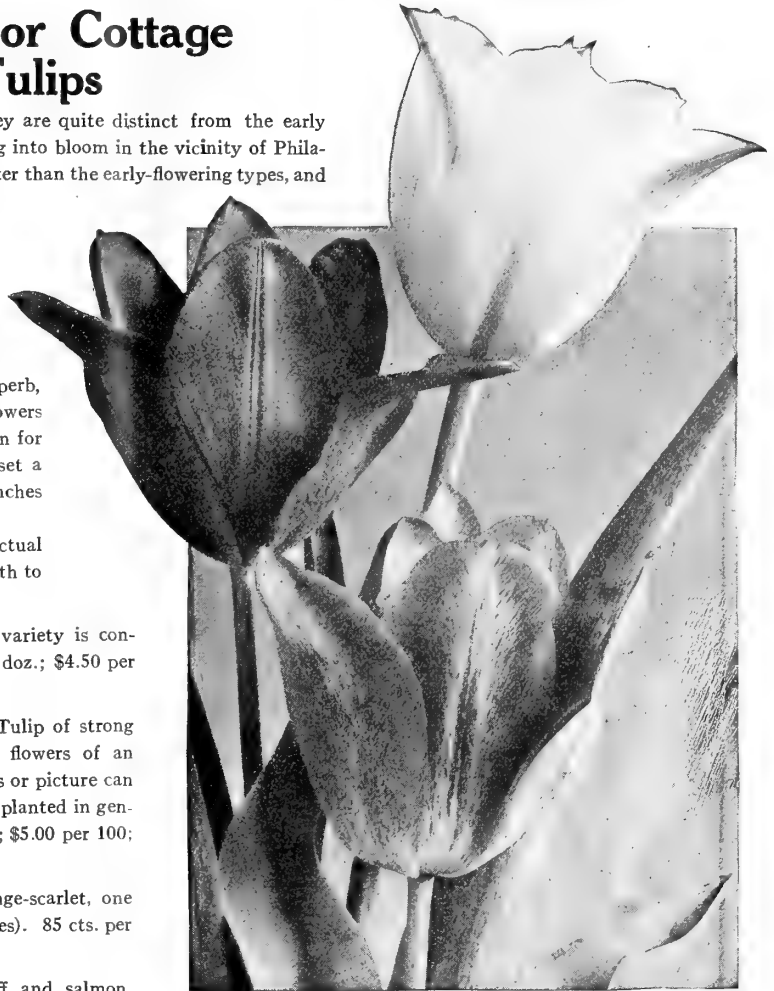 or Cottage
ulips
ey are quite distinct from the early
g into bloom in the vicinity of Phila-
ter than the early-flowering types, and
perb,
owers
n for
set a
nches
ctual
th to
variety is con-
doz.; $4.50 per
Tulip of strong
flowers of an
s or picture can
planted in gen-
; $5.00 per 100;
nge-scarlet, one
es). 85 cts. per
ff and salmon